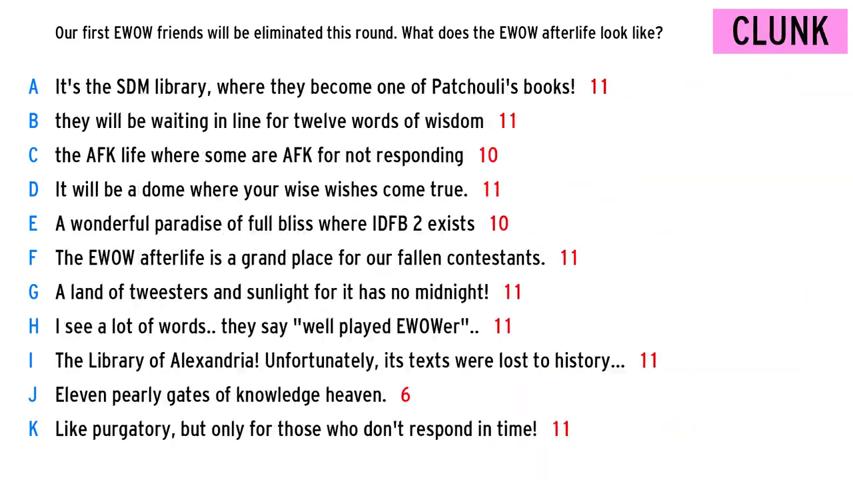 Our first EWOW friends will be eliminated this round. What does the EWOW afterlife look like?
CLUNK
A It's the SDM library, where they become one of Patchouli's books! 11
B they will be waiting in line for twelve words of wisdom 11
C the AFK life where some are AFK for not responding 10
D It will be a dome where your wise wishes come true. 11
E A wonderful paradise of full bliss where IDFB 2 exists 10
F The EWOW afterlife is a grand place for our fallen contestants. 11
G A land of tweesters and sunlight for it has no midnight! 11
H I see a lot of words.. they say "well played EWOWer".. 11
I The Library of Alexandria! Unfortunately, its texts were lost to history... 11
J Eleven pearly gates of knowledge heaven. 6
K Like purgatory, but only for those who don't respond in time! 11